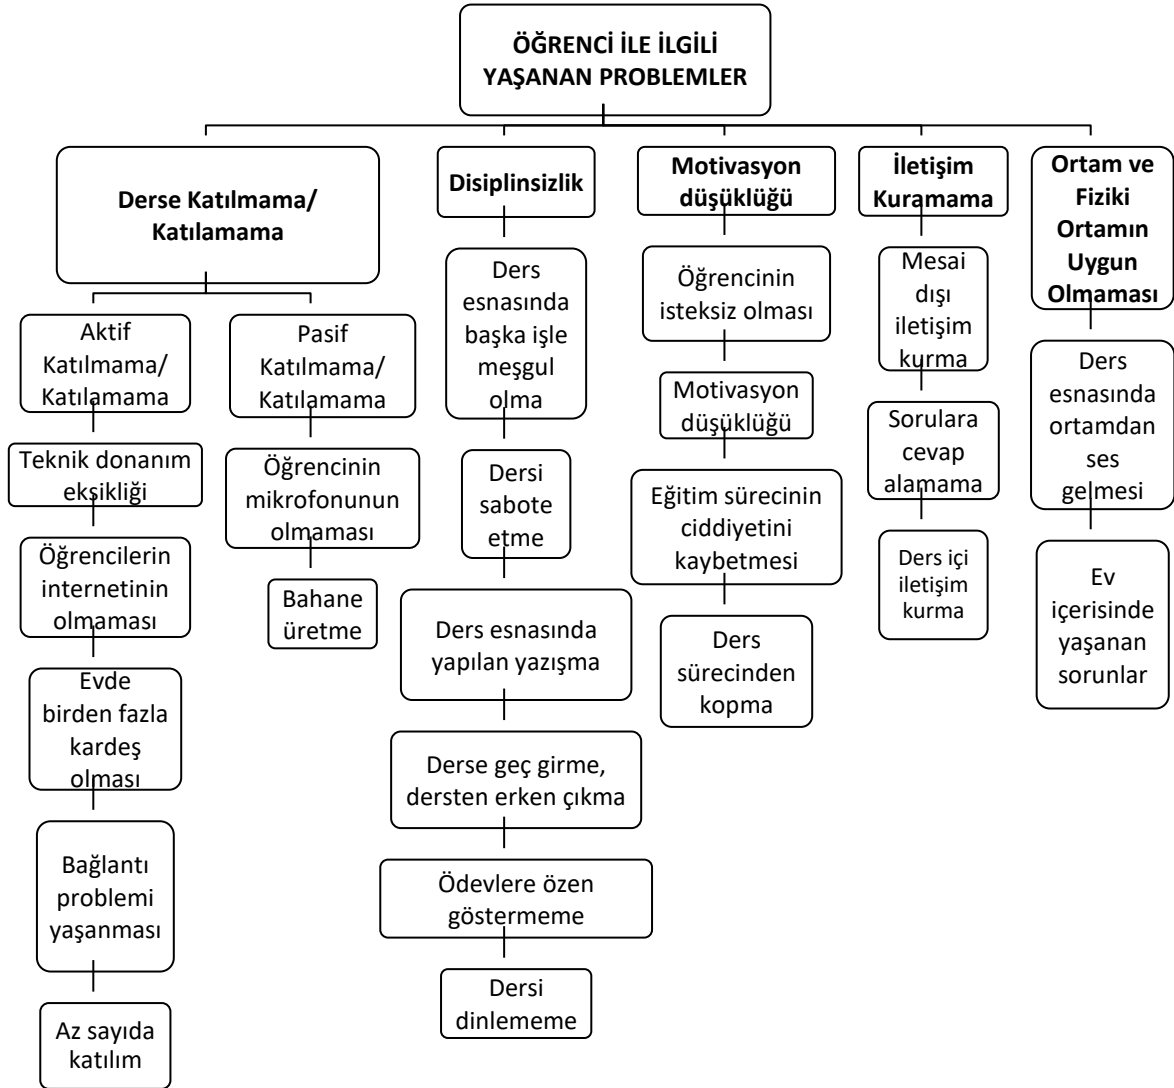 ÖĞRENCİ İLE İLGİLİ
YAŞANAN PROBLEMLER
Derse Katılmama/
Katılamama
Aktif
Katılmama/
Katılamama
Teknik donanım
eksikliği
Öğrencilerin
internetinin
olmaması
Evde
birden fazla
kardeş
olması
Bağlantı
problemi
yaşanması
Az sayıda
katılım
Pasif
Katılmama/
Katılamama
Öğrencinin
mikrofonunun
olmaması
Bahane
üretme
Disiplinsizlik
Ders
esnasında
başka işle
meşgul
olma
Dersi
sabote
etme
Ders esnasında
yapılan yazışma
Derse geç girme,
dersten erken çıkma
Ödevlere özen
göstermeme
Dersi
dinlememe
Motivasyon
düşüklüğü
Öğrencinin
isteksiz olması
Motivasyon
düşüklüğü
Eğitim sürecinin
ciddiyetini
kaybetmesi
Ders
sürecinden
kopma
İletişim
Kuramama
Mesai
dışı
iletişim
kurma
Sorulara
cevap
alamama
Ders içi
iletişim
kurma
Ortam ve
Fiziki
Ortamın
Uygun
Olmaması
Ders
esnasında
ortamdan
ses
gelmesi
Ev
içerisinde
yaşanan
sorunlar